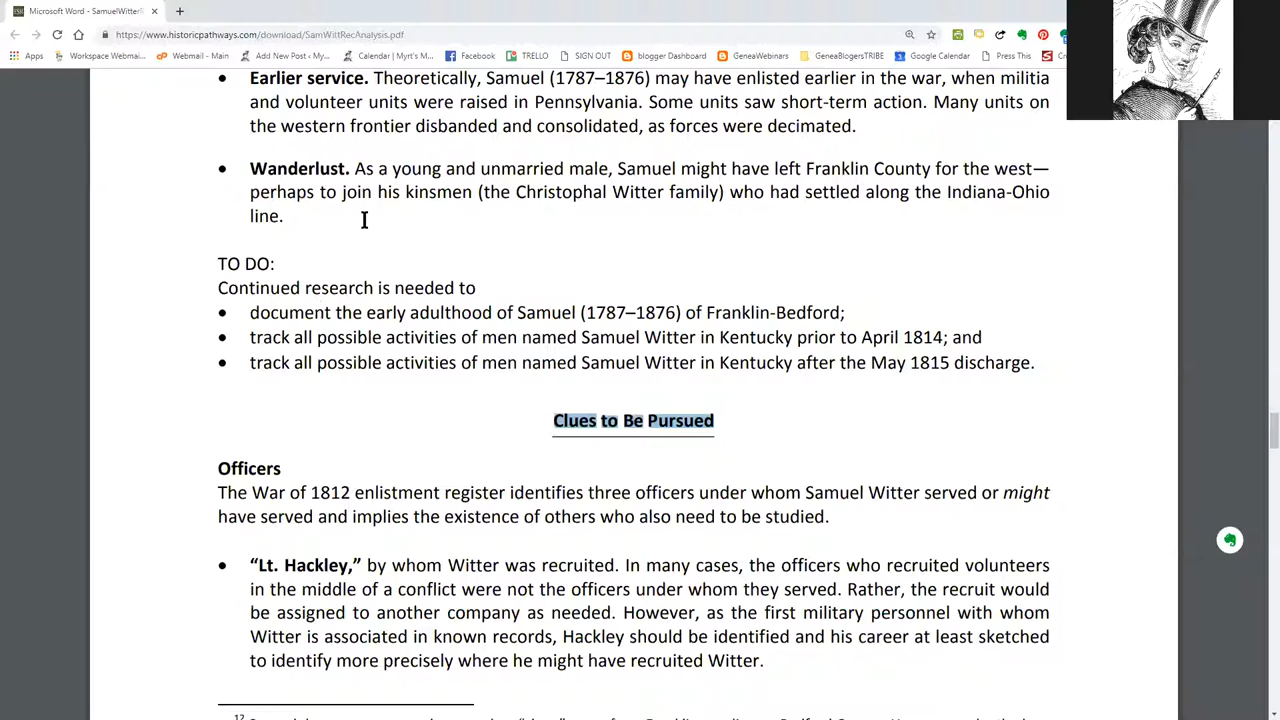 Microsoft Word - SamuelWitterR
https://www.historicpathways.com/download/SamWittRecAnalysis.pdf
Apps Workspace Webmail Webmail - Main Add New Post - My Calendar | Myrt's M... Facebook TRELLO SIGN OUT blogger Dashboard GeneaWebinars GeneaBlogersTRIBE Google Calendar Press This Cr
• Earlier service. Theoretically, Samuel (1787–1876) may have enlisted earlier in the war, when militia
and volunteer units were raised in Pennsylvania. Some units saw short-term action. Many units on
the western frontier disbanded and consolidated, as forces were decimated.
• Wanderlust. As a young and unmarried male, Samuel might have left Franklin County for the west—
perhaps to join his kinsmen (the Christophal Witter family) who had settled along the Indiana-Ohio
line.
TO DO:
Continued research is needed to
• document the early adulthood of Samuel (1787–1876) of Franklin-Bedford;
• track all possible activities of men named Samuel Witter in Kentucky prior to April 1814; and
• track all possible activities of men named Samuel Witter in Kentucky after the May 1815 discharge.
Clues to Be Pursued
Officers
The War of 1812 enlistment register identifies three officers under whom Samuel Witter served or might
have served and implies the existence of others who also need to be studied.
• “Lt. Hackley,” by whom Witter was recruited. In many cases, the officers who recruited volunteers
in the middle of a conflict were not the officers under whom they served. Rather, the recruit would
be assigned to another company as needed. However, as the first military personnel with whom
Witter is associated in known records, Hackley should be identified and his career at least sketched
to identify more precisely where he might have recruited Witter.
12